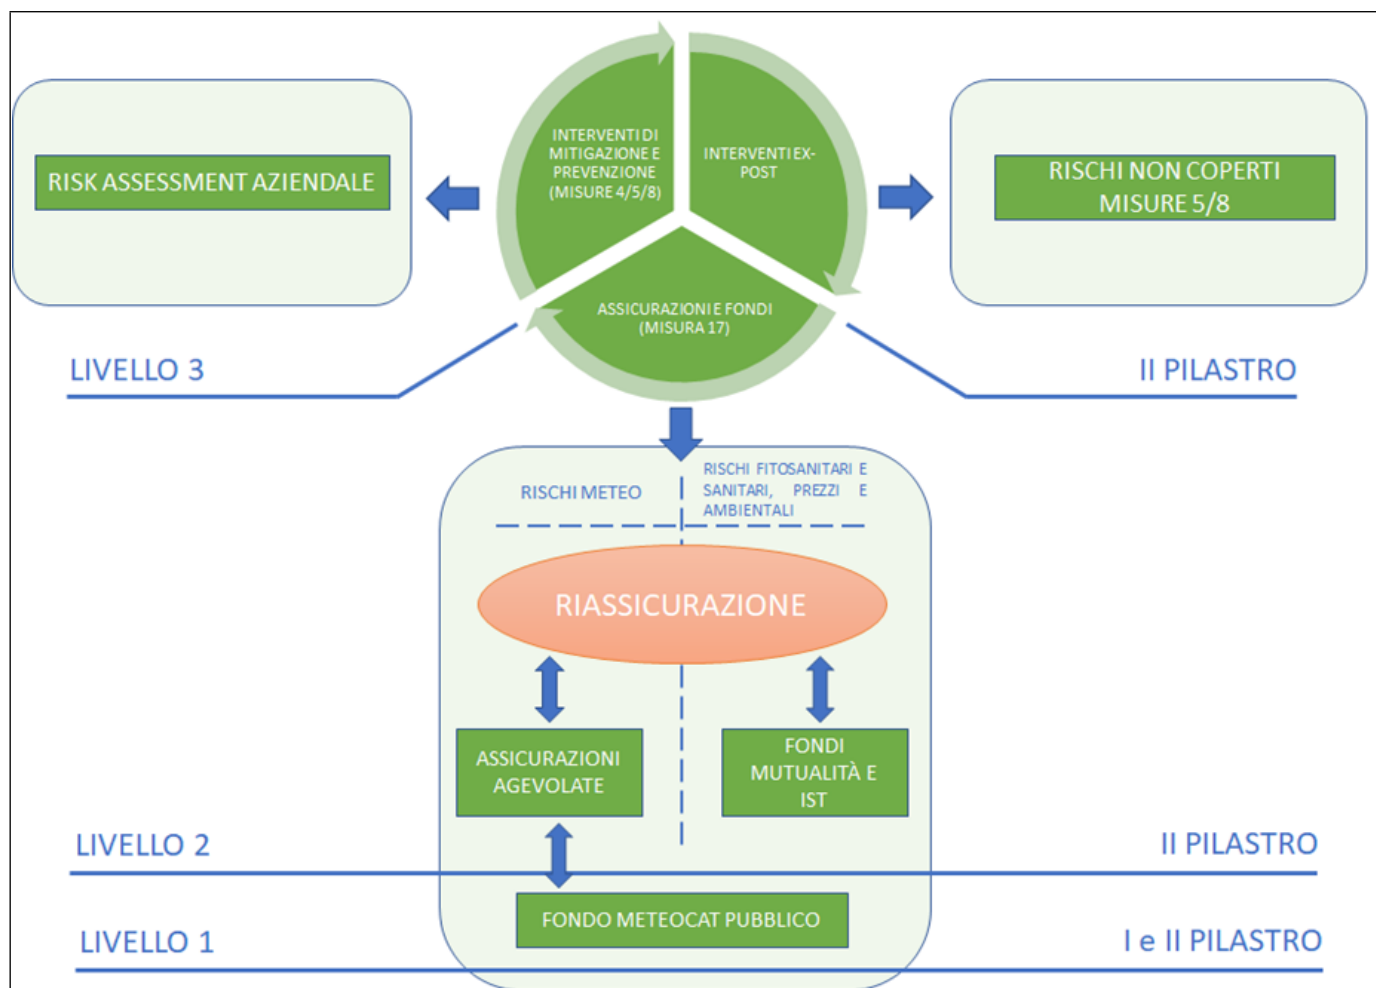 INTERVENTI DI
MITIGAZIONE E
PREVENZIONE
(MISURE 4/5/8)
INTERVENTI EX-
POST
RISK ASSESSMENT AZIENDALE
RISCHI NON COPERTI
MISURE 5/8
ASSICURAZIONI E FONDI
(MISURA 17)
LIVELLO 3
II PILASTRO
RISCHI METEO
RISCHI FITOSANITARI E
SANITARI, PREZZI E
AMBIENTALI
RIASSICURAZIONE
ASSICURAZIONI
AGEVOLATE
FONDI
MUTUALITÀ E
IST
LIVELLO 2
II PILASTRO
FONDO METEOCAT PUBBLICO
LIVELLO 1
I e II PILASTRO